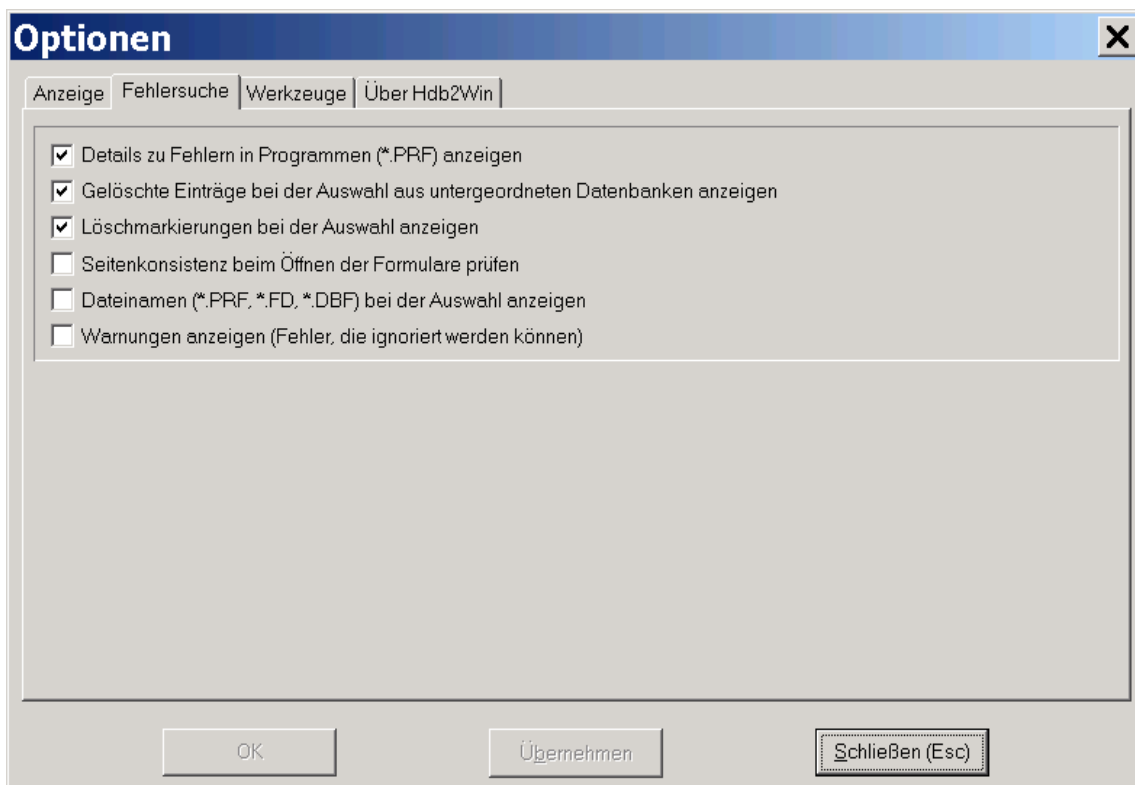 Optionen
Anzeige Fehlersuche Werkzeuge Über Hdb2Win
Details zu Fehlern in Programmen (*.PRF) anzeigen
Gelöschte Einträge bei der Auswahl aus untergeordneten Datenbanken anzeigen
Löschmarkierungen bei der Auswahl anzeigen
Seitenkonsistenz beim Öffnen der Formulare prüfen
Dateinamen (*.PRF, *.FD, *.DBF) bei der Auswahl anzeigen
Warnungen anzeigen (Fehler, die ignoriert werden können)
OK Übernehmen Schließen (Esc)